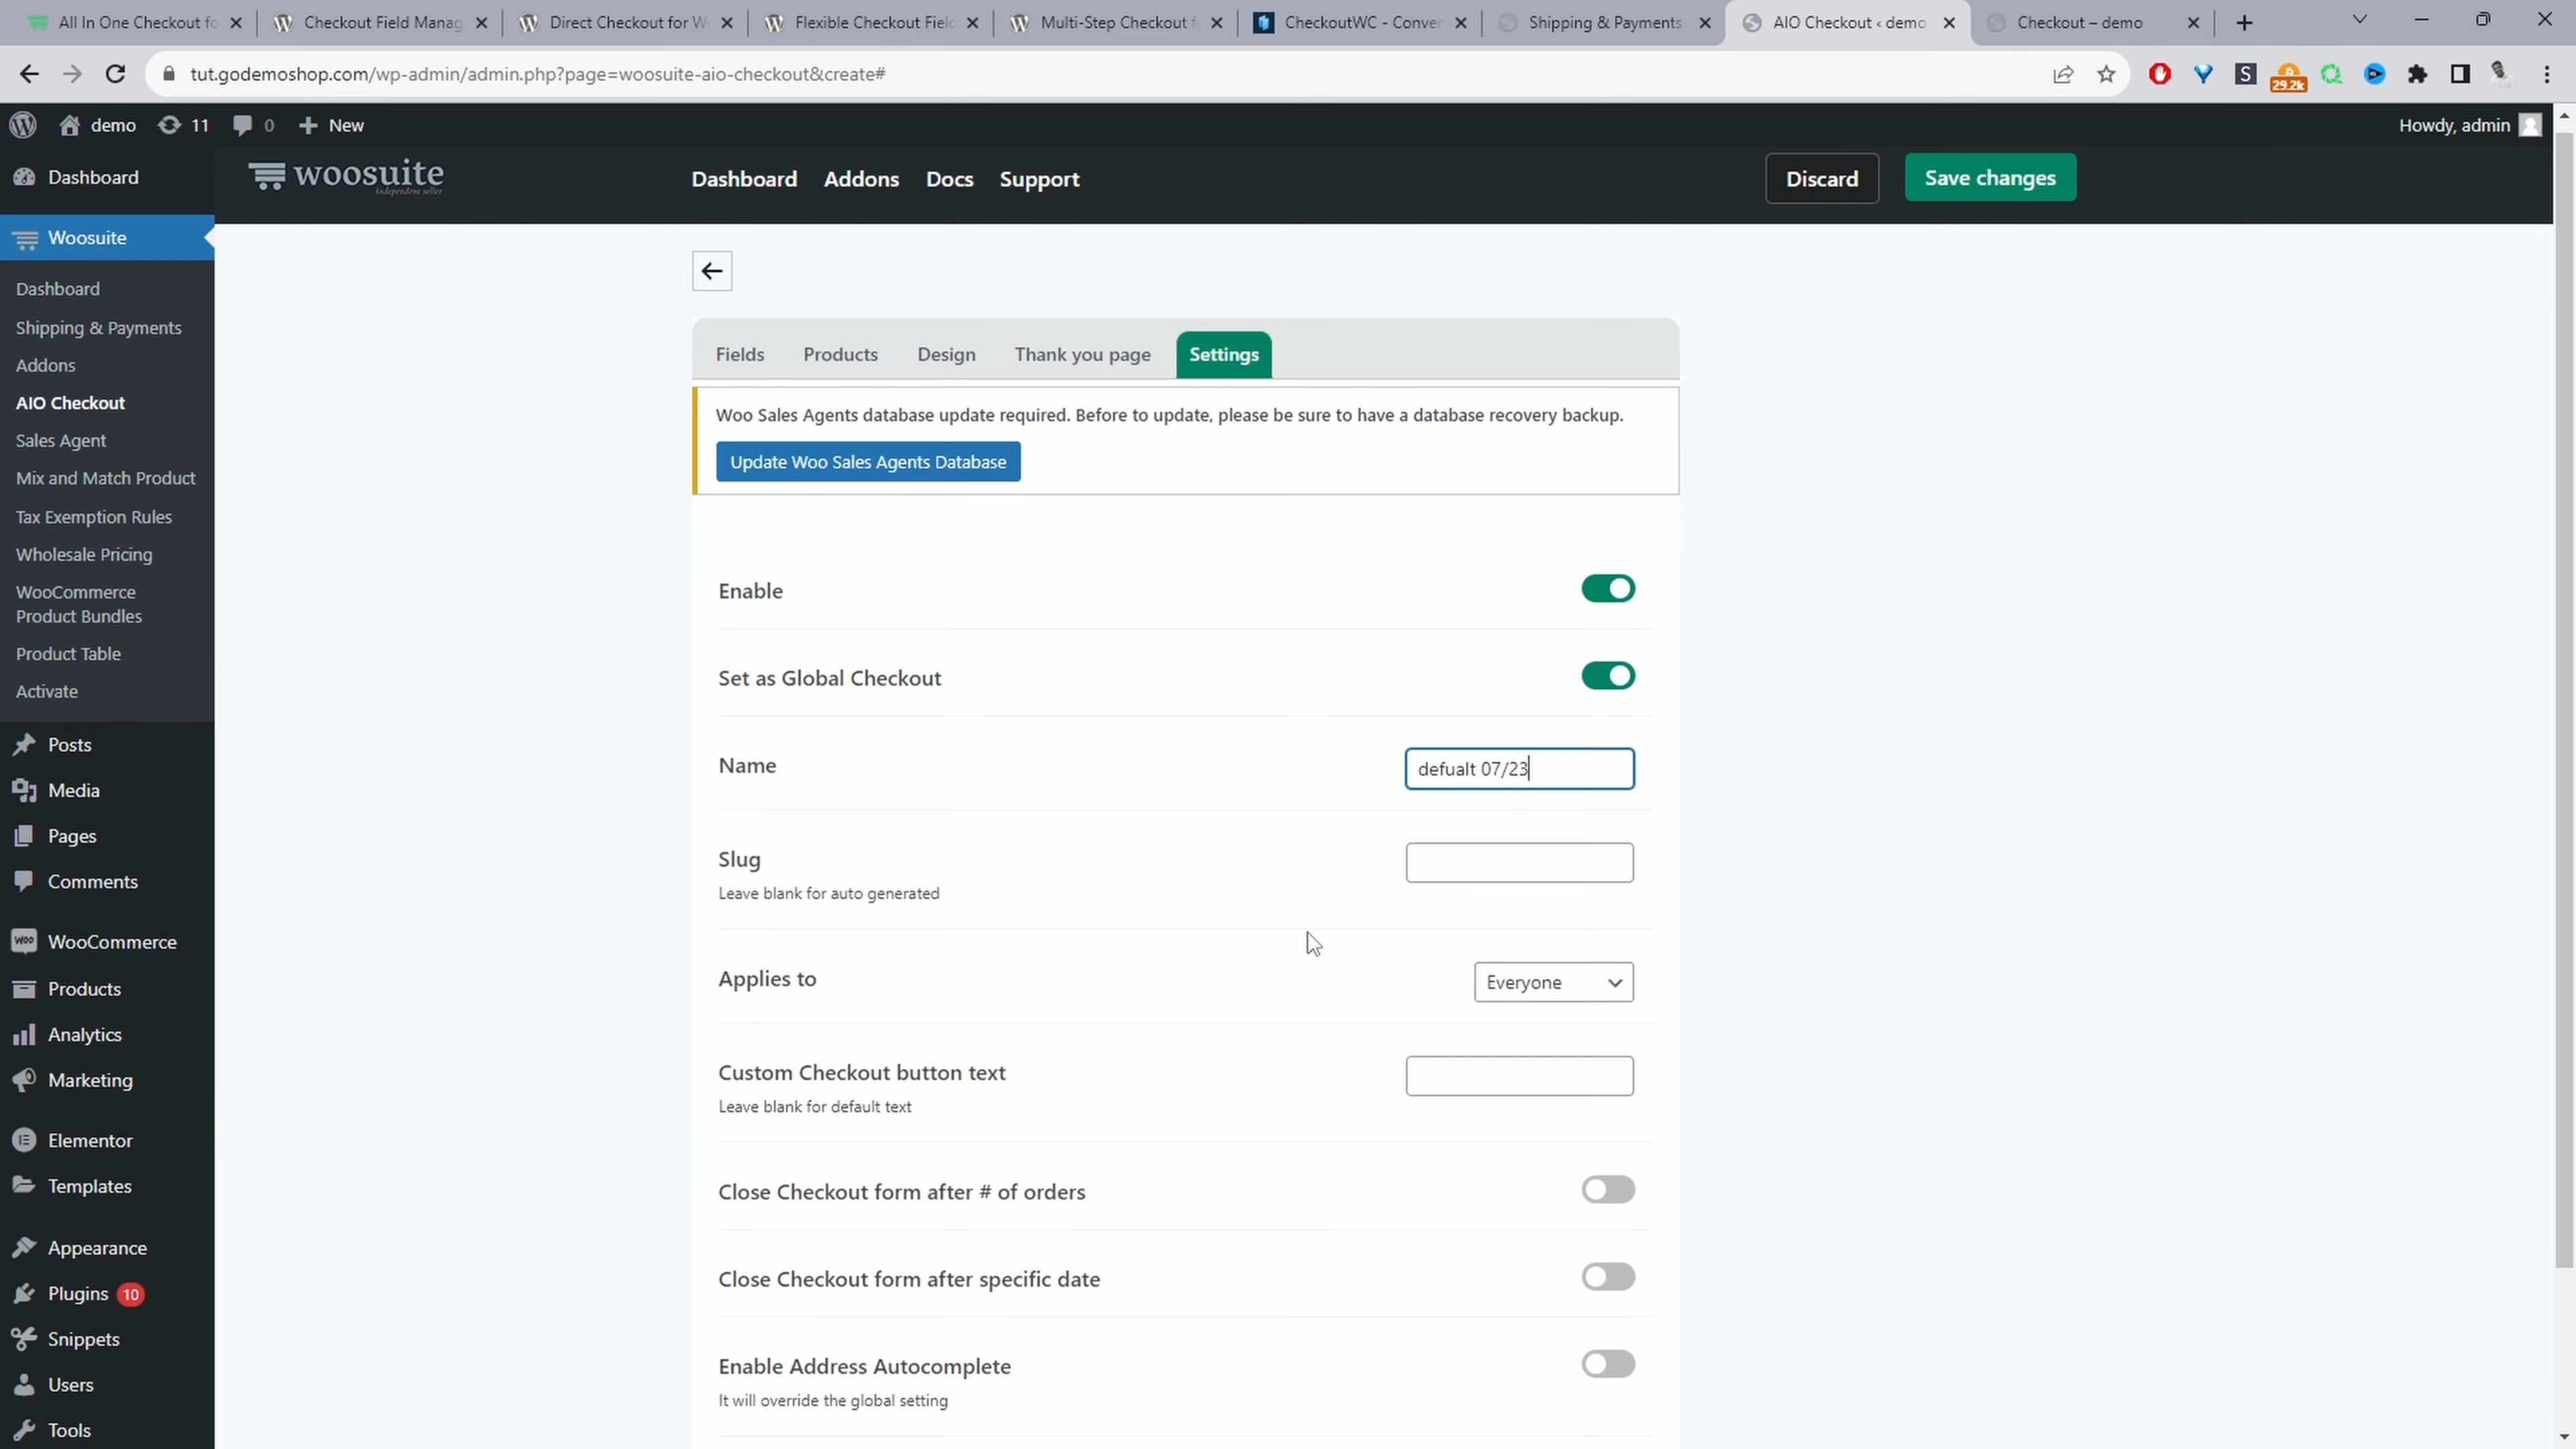 All In One Checkout fo
Checkout Field Manag
Direct Checkout for W
Flexible Checkout Field
Multi-Step Checkout f
CheckoutWC - Conver
Shipping & Payments
AIO Checkout ‹ demo
Checkout – demo
tut.godemoshop.com/wp-admin/admin.php?page=woosuite-aio-checkout&create#
S
29.2k
demo
11
0
New
Howdy, admin
woosuite
Independent seller
Dashboard
Addons
Docs
Support
Discard
Save changes
Dashboard
Woosuite
Dashboard
Shipping & Payments
Addons
AIO Checkout
Sales Agent
Mix and Match Product
Tax Exemption Rules
Wholesale Pricing
WooCommerce
Product Bundles
Product Table
Activate
Posts
Media
Pages
Comments
Woo
WooCommerce
Products
Analytics
Marketing
Elementor
Templates
Appearance
Plugins 10
Snippets
Users
Tools
Fields
Products
Design
Thank you page
Settings
Woo Sales Agents database update required. Before to update, please be sure to have a database recovery backup.
Update Woo Sales Agents Database
Enable
Set as Global Checkout
Name
defualt 07/23
Slug
Leave blank for auto generated
Applies to
Everyone
Custom Checkout button text
Leave blank for default text
Close Checkout form after # of orders
Close Checkout form after specific date
Enable Address Autocomplete
It will override the global setting